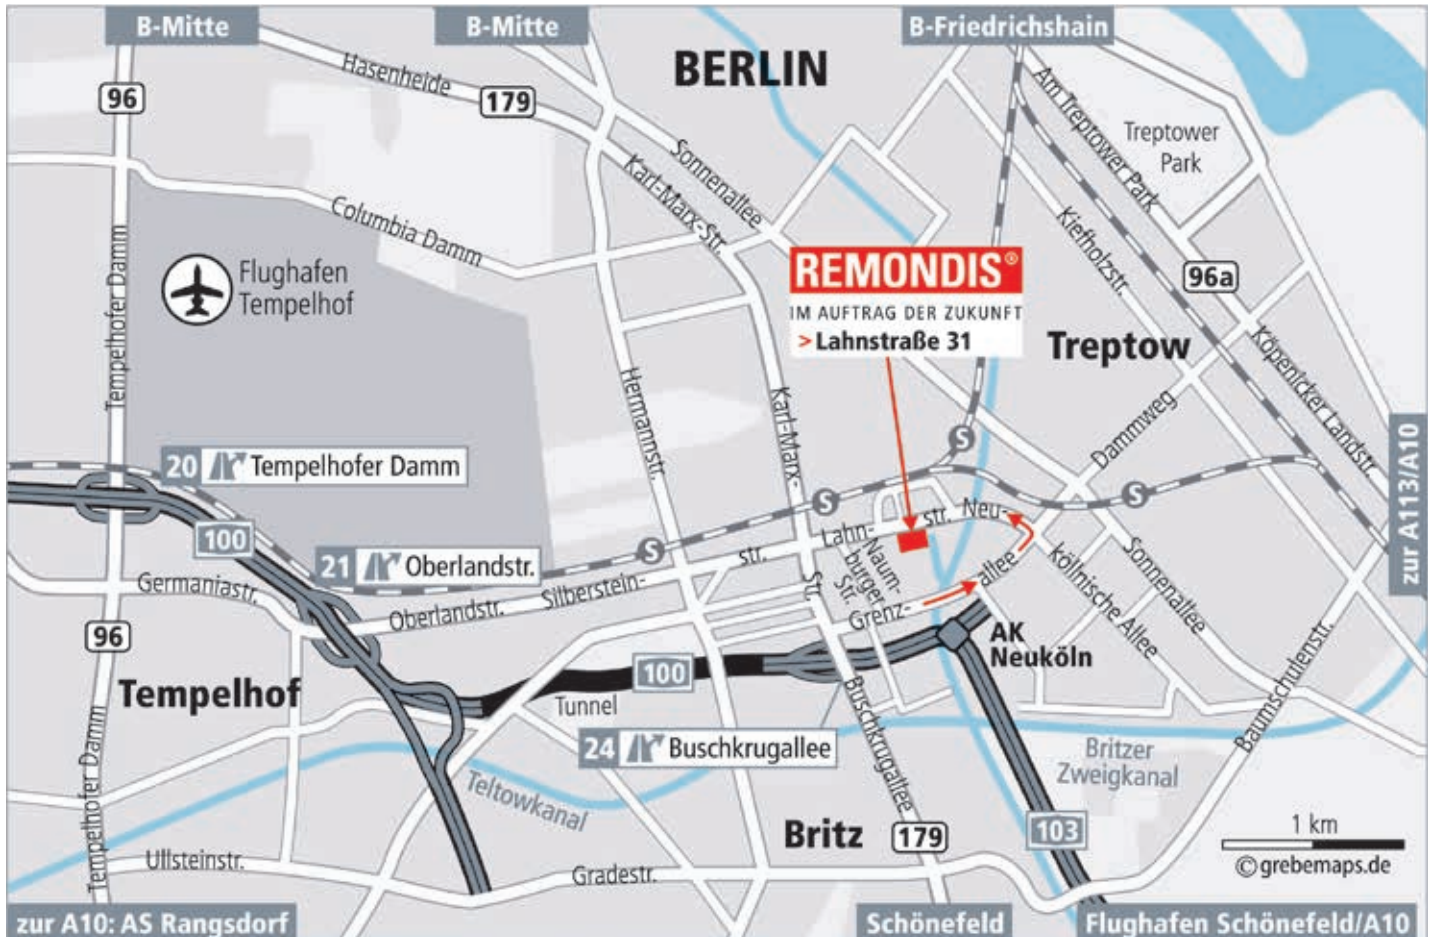 B-Mitte
B-Mitte
B-Friedrichshain
BERLIN
96
Hasenheide
179
Am Treptower Park
Treptower
Park
Sonnenallee
Karl-Marx-Str.
Kiefholzstr.
Columbia Damm
Tempelhofer Damm
Flughafen
Tempelhof
REMONDIS®
IM AUFTRAG DER ZUKUNFT
> Lahnstraße 31
96a
Treptow
Köpenicker Landstr.
Hermannstr.
Karl-Marx-
Str.
Dammweg
zur A113/A10
20 Tempelhofer Damm
S
S
S
S
100
21 Oberlandstr.
Lahn-
str.
Neu-
köllnische Allee
Sonnenallee
Germaniastr.
Oberlandstr.
Silberstein-
str.
Naum-
burger
Str.
Grenz-
allee
96
AK
Neuköln
Tempelhof
100
Tunnel
Baumschulenstr.
24 Buschkrugallee
Buschkrugallee
Britzer
Zweigkanal
Tempelhofer Damm
Teltowkanal
Britz
179
103
1 km
© grebemaps.de
Ullsteinstr.
Gradestr.
zur A10: AS Rangsdorf
Schönefeld
Flughafen Schönefeld/A10